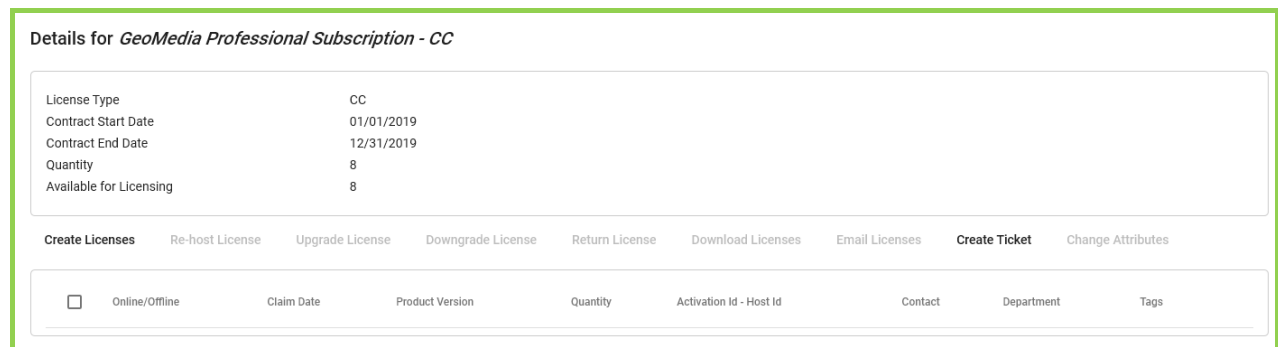 Details for GeoMedia Professional Subscription - CC
License Type CC
Contract Start Date 01/01/2019
Contract End Date 12/31/2019
Quantity 8
Available for Licensing 8
Create Licenses Re-host License Upgrade License Downgrade License Return License Download Licenses Email Licenses Create Ticket Change Attributes
Online/Offline Claim Date Product Version Quantity Activation Id - Host Id Contact Department Tags